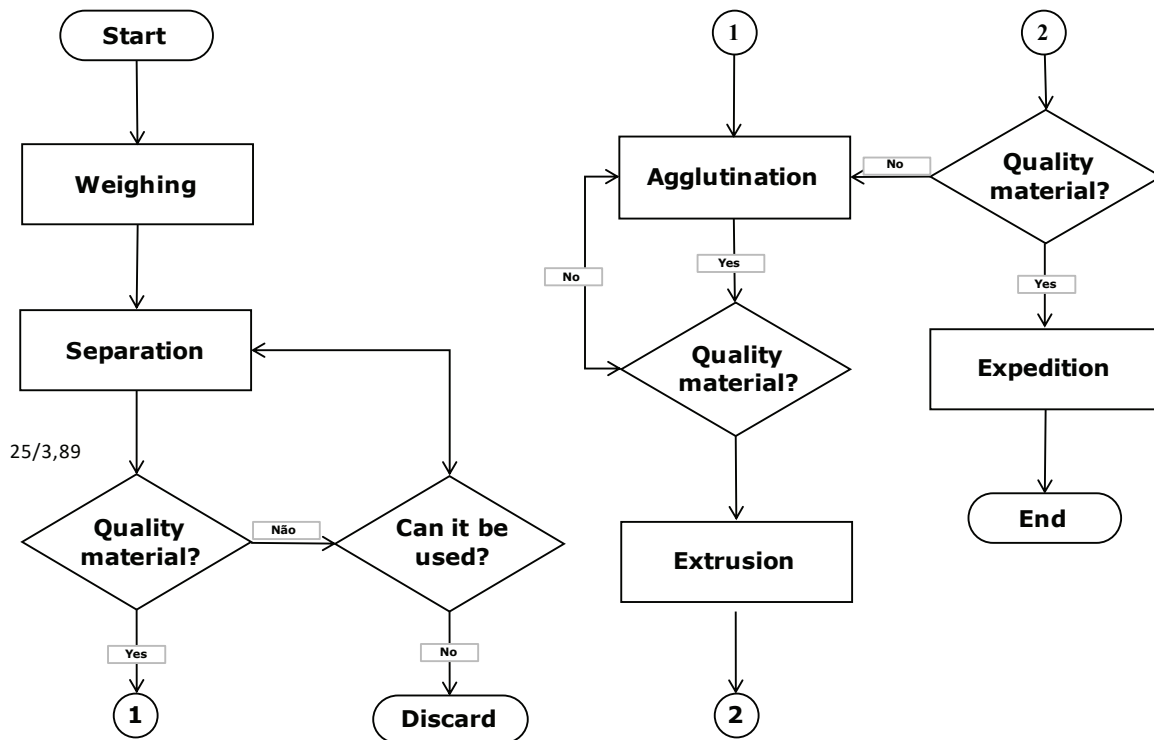 Start
Weighing
Separation
25/3,89
Quality
material?
Não
Can it be
used?
Yes
No
1
Discard
1
Agglutination
No
Yes
Quality
material?
Extrusion
2
2
Quality
material?
No
Yes
Expedition
End